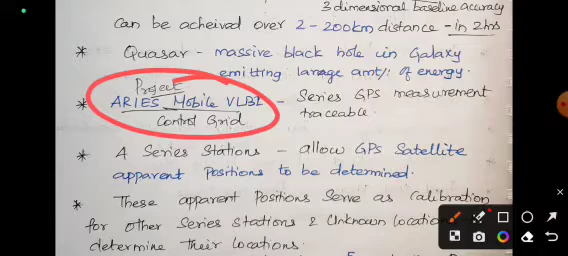 3 dimensional baseline accuracy
can be acheived over 2-200km distance - in 2hrs
* Quasar - massive black hole in Galaxy
emitting larage amt/: of energy.
Project
* ARIES Mobile VLBI - Series GPS measurement
Control Grid traceable.
* A Series Stations - allow GPS Satellite
apparent Positions to be determined.
* These apparent Positions Serve as Calibration
for other Series Stations & Unknown locatio
determine their locations.